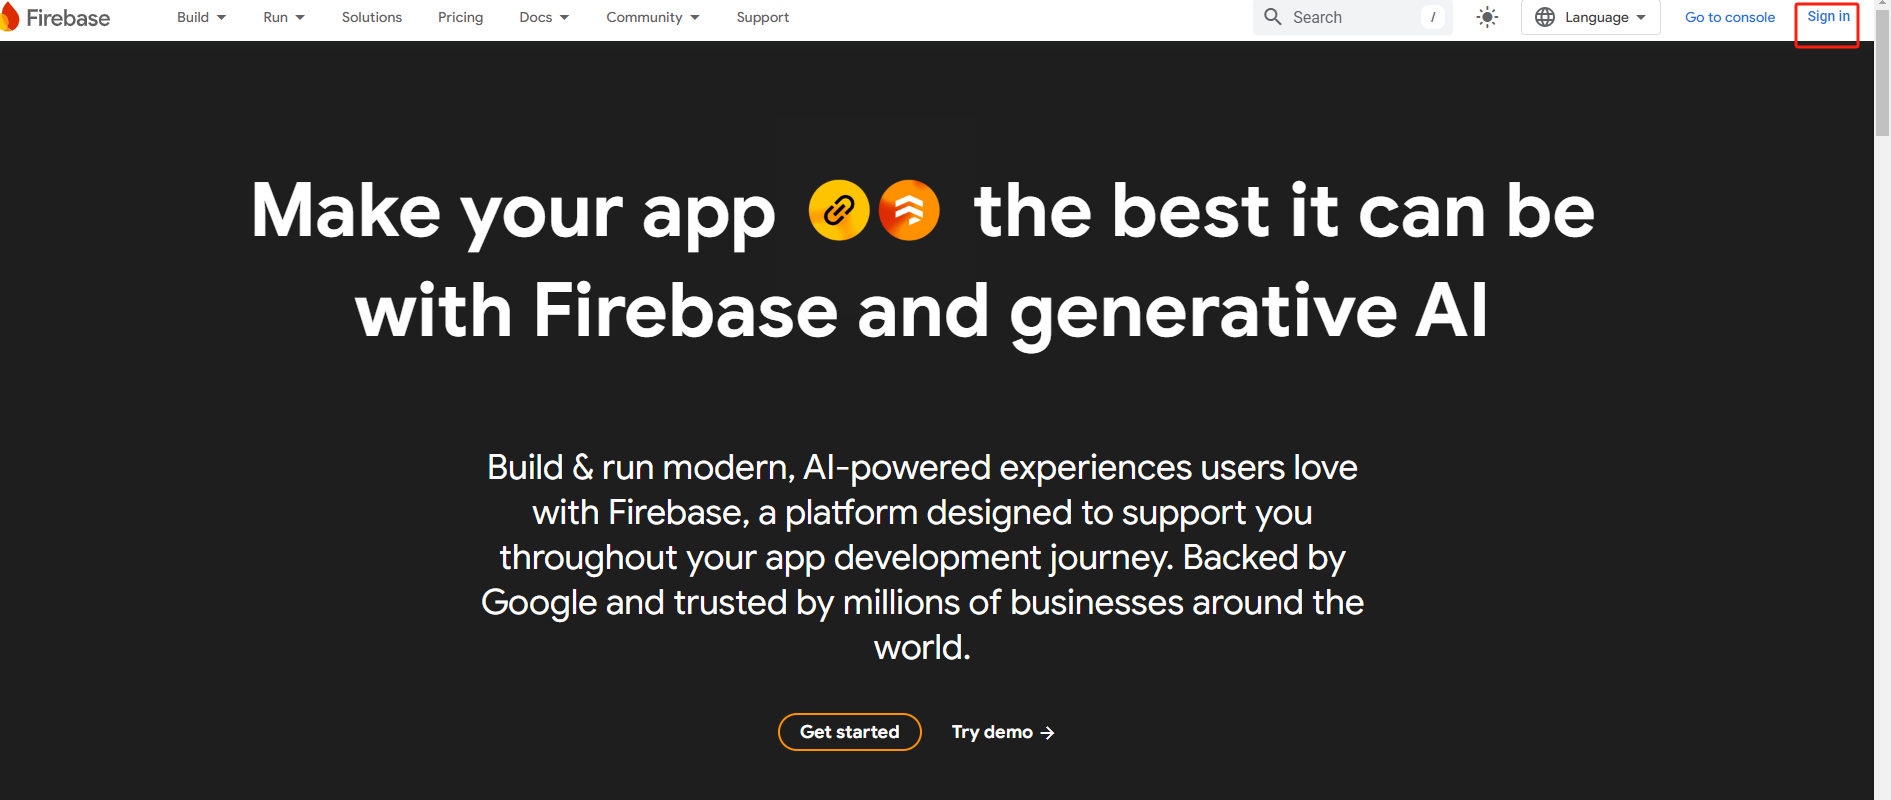 Firebase
Build
Run
Solutions
Pricing
Docs
Community
Support
Search
/
Language
Go to console
Sign in
Make your app the best it can be
with Firebase and generative AI
Build & run modern, AI-powered experiences users love
with Firebase, a platform designed to support you
throughout your app development journey. Backed by
Google and trusted by millions of businesses around the
world.
Get started
Try demo →